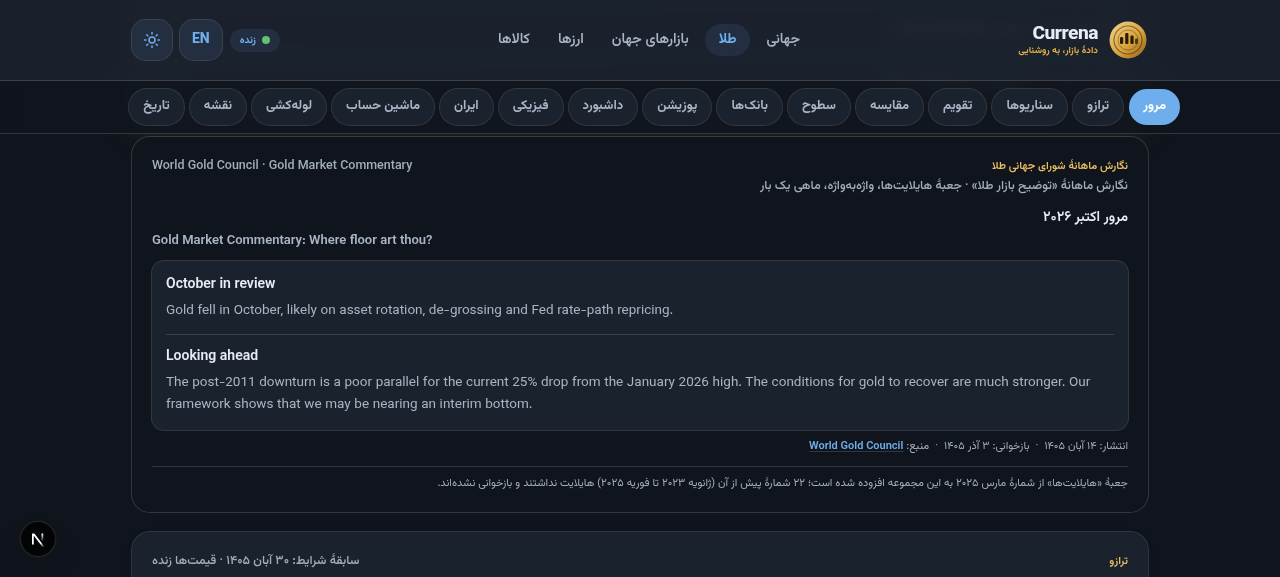 Currena
دادهٔ بازار، به روشنایی
جهانی
طلا
بازارهای جهان
ارزها
کالاها
زنده
EN
مرور
ترازو
سناریوها
تقویم
مقایسه
سطوح
بانک‌ها
پوزیشن
داشبورد
فیزیکی
ایران
ماشین حساب
لوله‌کشی
نقشه
تاریخ
نگارش ماهانهٔ شورای جهانی طلا
World Gold Council · Gold Market Commentary
نگارش ماهانهٔ «توضیح بازار طلا» · جعبهٔ هایلایت‌ها، واژه‌به‌واژه، ماهی یک بار
مرور اکتبر ۲۰۲۶
Gold Market Commentary: Where floor art thou?
October in review
Gold fell in October, likely on asset rotation, de-grossing and Fed rate-path repricing.
Looking ahead
The post-2011 downturn is a poor parallel for the current 25% drop from the January 2026 high. The conditions for gold to recover are much stronger. Our
framework shows that we may be nearing an interim bottom.
انتشار: ۱۴ آبان ۱۴۰۵ · بازخوانی: ۳ آذر ۱۴۰۵ · منبع: World Gold Council
جعبهٔ «هایلایت‌ها» از شمارهٔ مارس ۲۰۲۵ به این مجموعه افزوده شده است؛ ۲۲ شمارهٔ پیش از آن (ژانویه ۲۰۲۳ تا فوریه ۲۰۲۵) هایلایت نداشتند و بازخوانی نشده‌اند.
ترازو
سابقهٔ شرایط: ۳۰ آبان ۱۴۰۵ · قیمت‌ها زنده